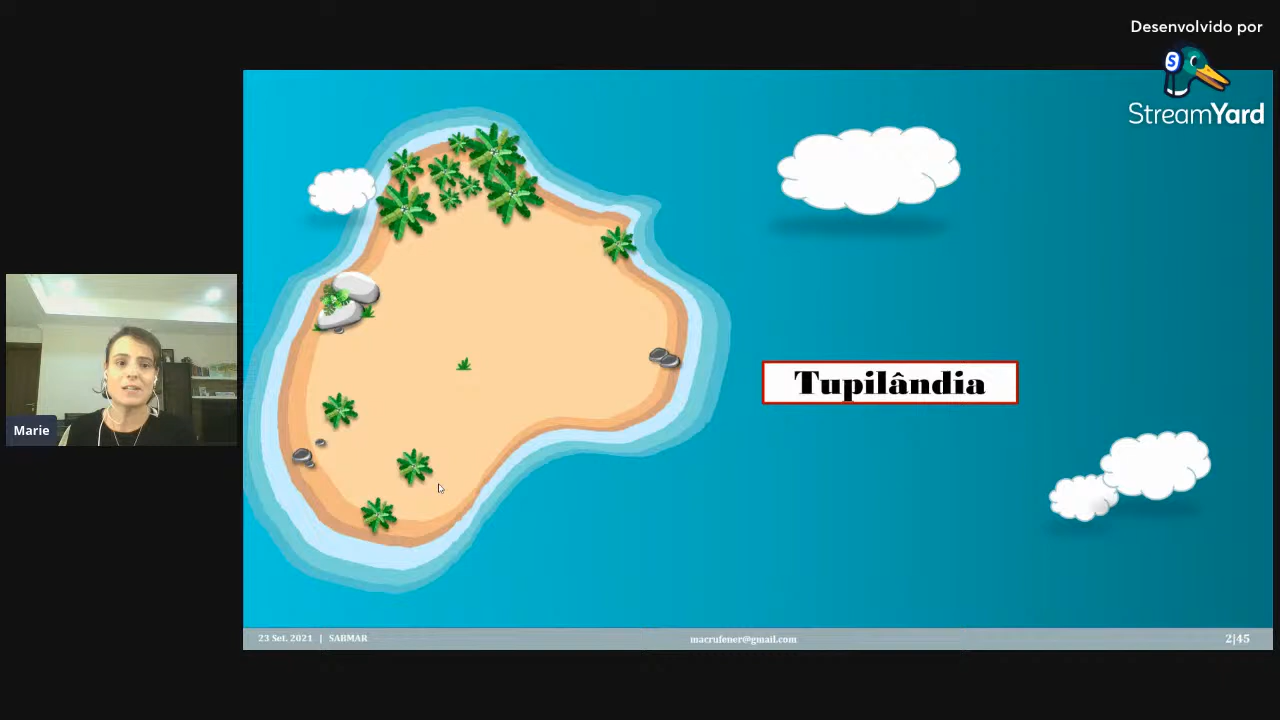 Desenvolvido por
StreamYard
Marie
Tupilândia
23 Set. 2021 | SABMAR
macrufener@gmail.com
2|45